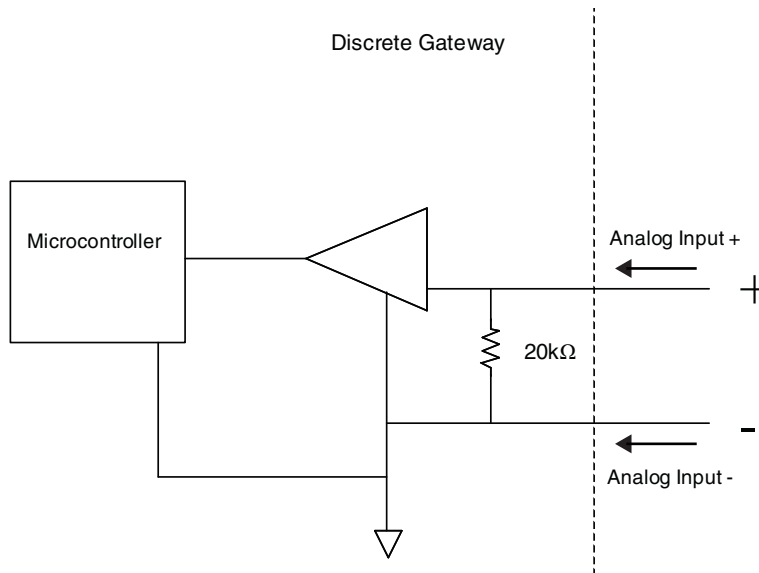 Discrete Gateway
Microcontroller
Analog Input +
+
20kΩ
-
Analog Input -